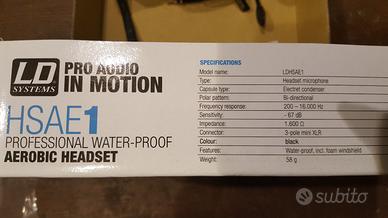 LD
SYSTEMS
PRO AUDIO
IN MOTION
HSAE1
PROFESSIONAL WATER-PROOF
AEROBIC HEADSET
SPECIFICATIONS
Model name: LDHSAE1
Type: Headset microphone
Capsule type: Electret condenser
Polar pattern: Bi-directional
Frequency response: 200 – 16.000 Hz
Sensitivity: - 67 dB
Impedance: 1.600 Ω
Connector: 3-pole mini XLR
Colour: black
Features: Water-proof, incl. foam windshield
Weight: 58 g
subito